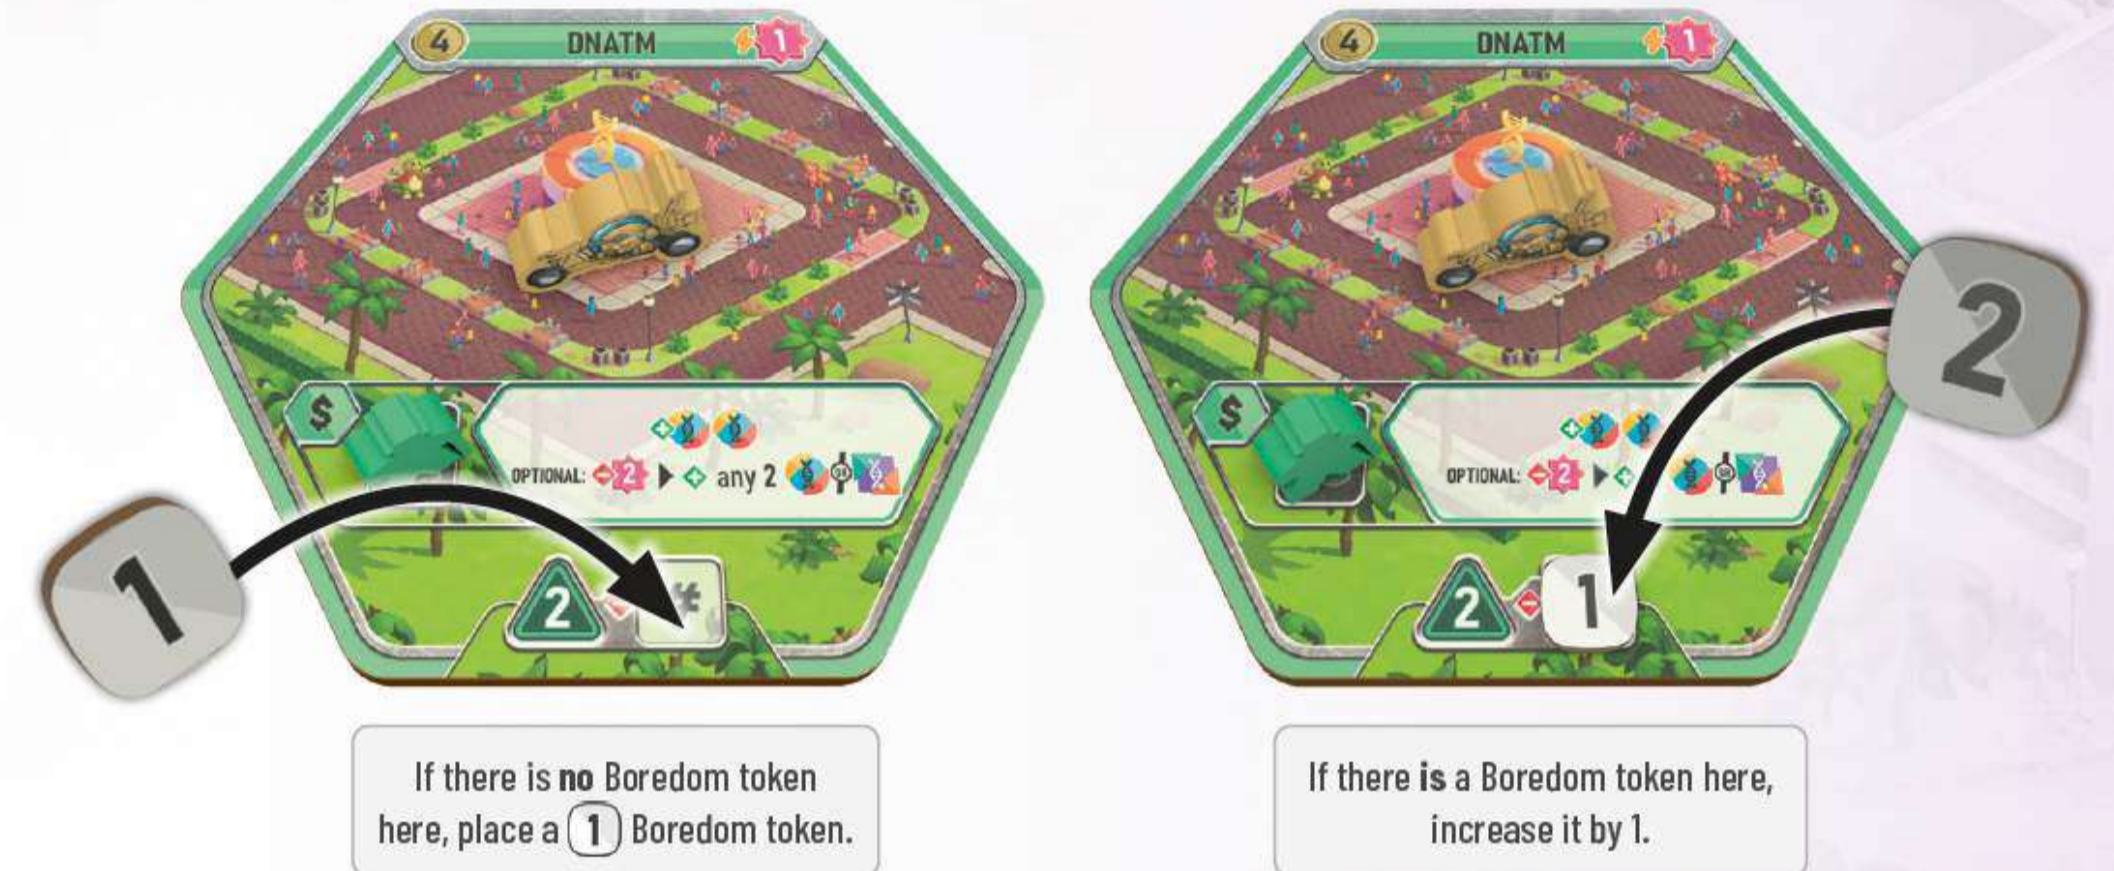 4 DNATM 1
4 DNATM 1
$
OPTIONAL: 2 any 2 OR
$
OPTIONAL: 2 OR
1
2
2
2 1
If there is no Boredom token
here, place a 1 Boredom token.
If there is a Boredom token here,
increase it by 1.